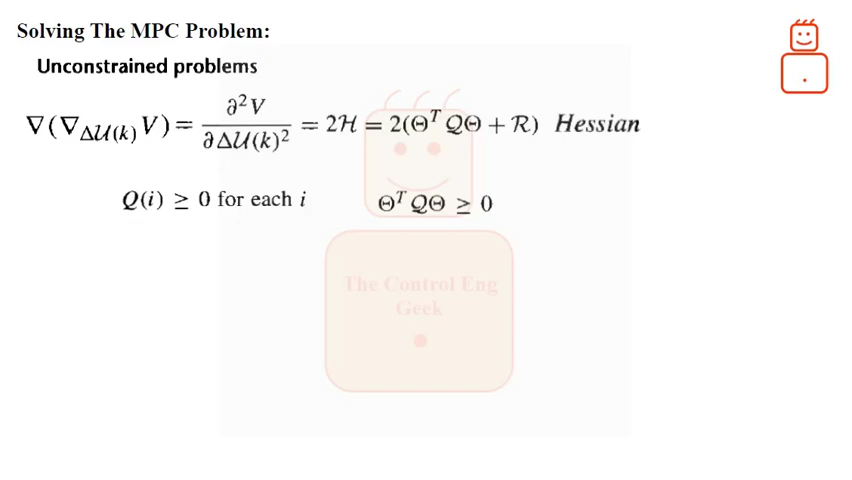 Solving The MPC Problem:
Unconstrained problems
∇(∇_{Δ𝒰(k)} V) = ∂²V / ∂Δ𝒰(k)² = 2ℋ = 2(Θᵀ𝒬Θ + ℛ) Hessian
Q(i) ≥ 0 for each i Θᵀ𝒬Θ ≥ 0
The Control Eng
Geek